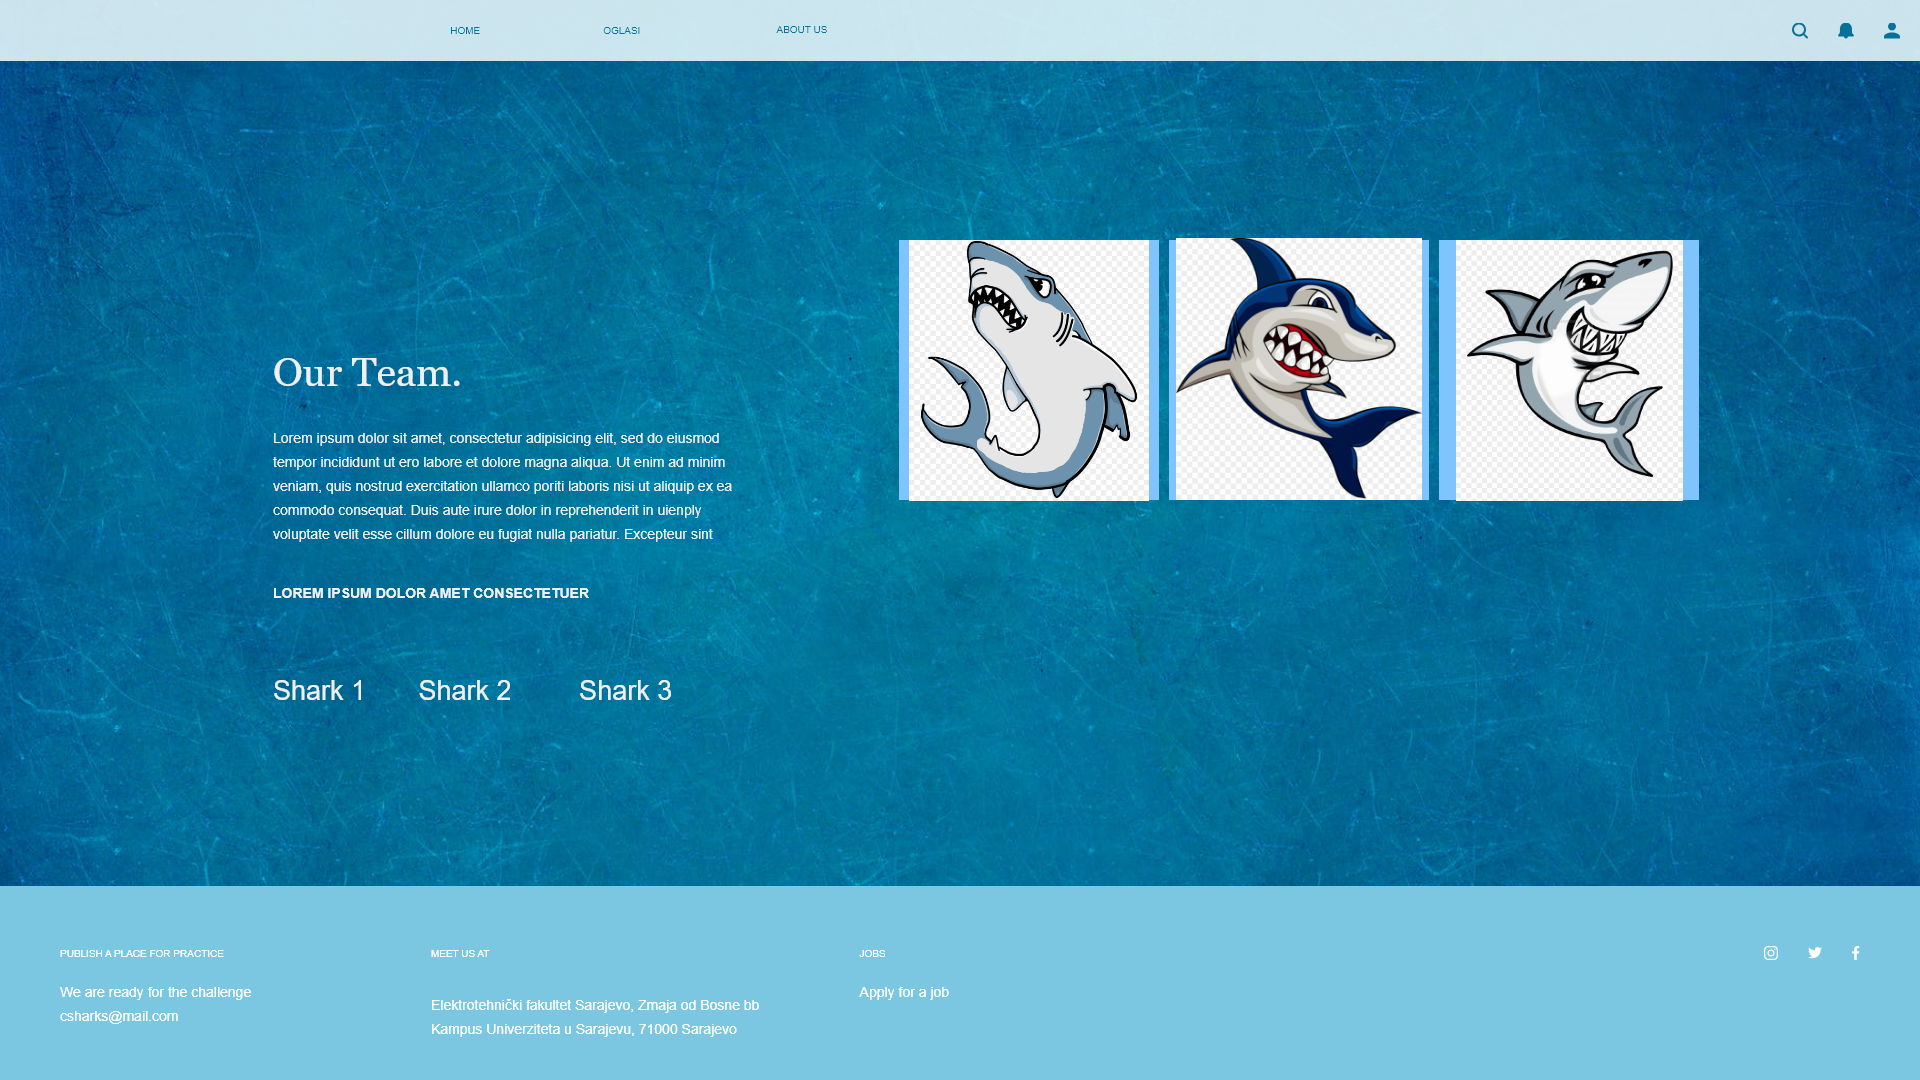 HOME
OGLASI
ABOUT US
Our Team.
Lorem ipsum dolor sit amet, consectetur adipisicing elit, sed do eiusmod
tempor incididunt ut ero labore et dolore magna aliqua. Ut enim ad minim
veniam, quis nostrud exercitation ullamco poriti laboris nisi ut aliquip ex ea
commodo consequat. Duis aute irure dolor in reprehenderit in uienply
voluptate velit esse cillum dolore eu fugiat nulla pariatur. Excepteur sint
LOREM IPSUM DOLOR AMET CONSECTETUER
Shark 1
Shark 2
Shark 3
PUBLISH A PLACE FOR PRACTICE
We are ready for the challenge
csharks@mail.com
MEET US AT
Elektrotehnički fakultet Sarajevo, Zmaja od Bosne bb
Kampus Univerziteta u Sarajevu, 71000 Sarajevo
JOBS
Apply for a job